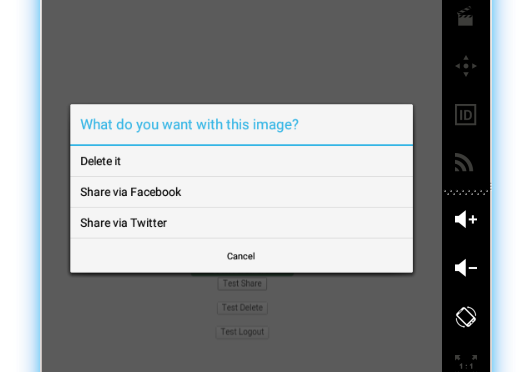 What do you want with this image?
Delete it
Share via Facebook
Share via Twitter
Cancel
Test Share
Test Delete
Test Logout
ID
1:1